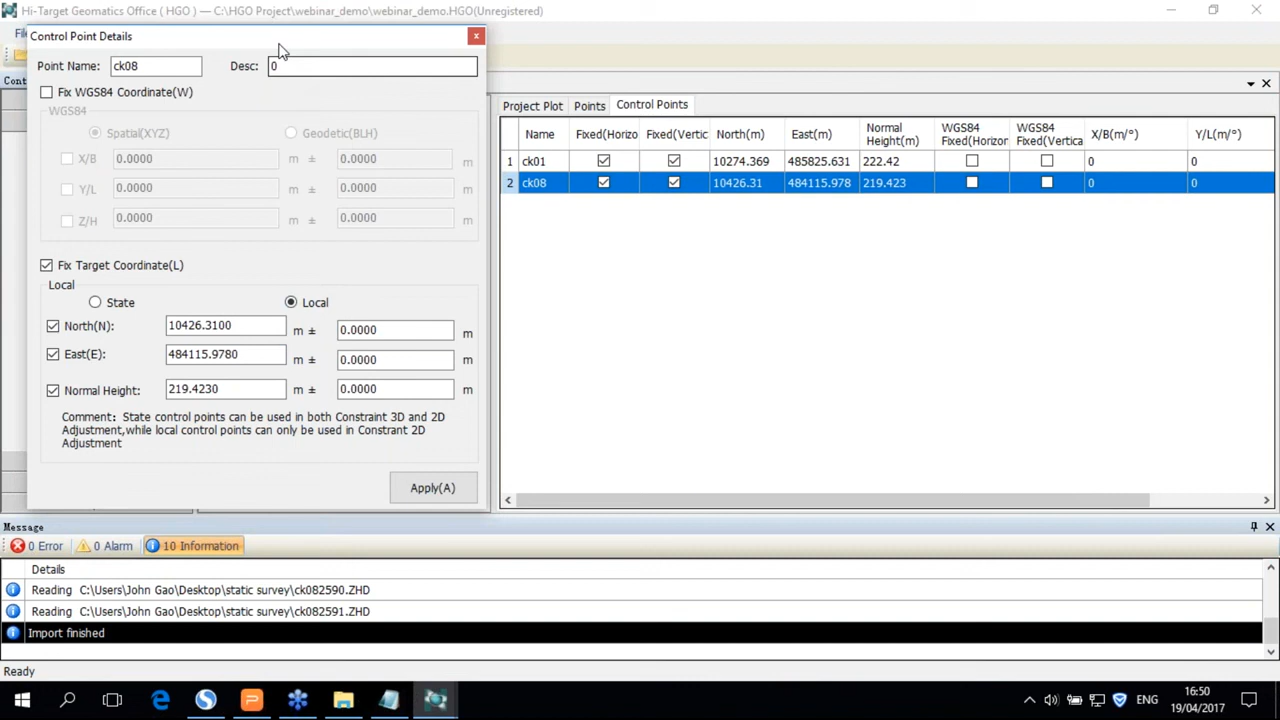 Hi-Target Geomatics Office ( HGO ) — C:\HGO Project\webinar_demo\webinar_demo.HGO(Unregistered)
Control Point Details
Point Name: ck08 Desc: 0
Fix WGS84 Coordinate(W)
WGS84
Spatial(XYZ) Geodetic(BLH)
X/B 0.0000 m ± 0.0000 m
Y/L 0.0000 m ± 0.0000 m
Z/H 0.0000 m ± 0.0000 m
Fix Target Coordinate(L)
Local
State Local
North(N): 10426.3100 m ± 0.0000 m
East(E): 484115.9780 m ± 0.0000 m
Normal Height: 219.4230 m ± 0.0000 m
Comment: State control points can be used in both Constraint 3D and 2D
Adjustment,while local control points can only be used in Constrant 2D
Adjustment
Apply(A)
Project Plot Points Control Points
Name Fixed(Horizo Fixed(Vertic North(m) East(m) Normal Height(m) WGS84 Fixed(Horizor WGS84 Fixed(Vertica X/B(m/°) Y/L(m/°)
1 ck01 10274.369 485825.631 222.42 0 0
2 ck08 10426.31 484115.978 219.423 0 0
Message
0 Error 0 Alarm 10 Information
Details
Reading C:\Users\John Gao\Desktop\static survey\ck082590.ZHD
Reading C:\Users\John Gao\Desktop\static survey\ck082591.ZHD
Import finished
Ready
ENG
16:50
19/04/2017